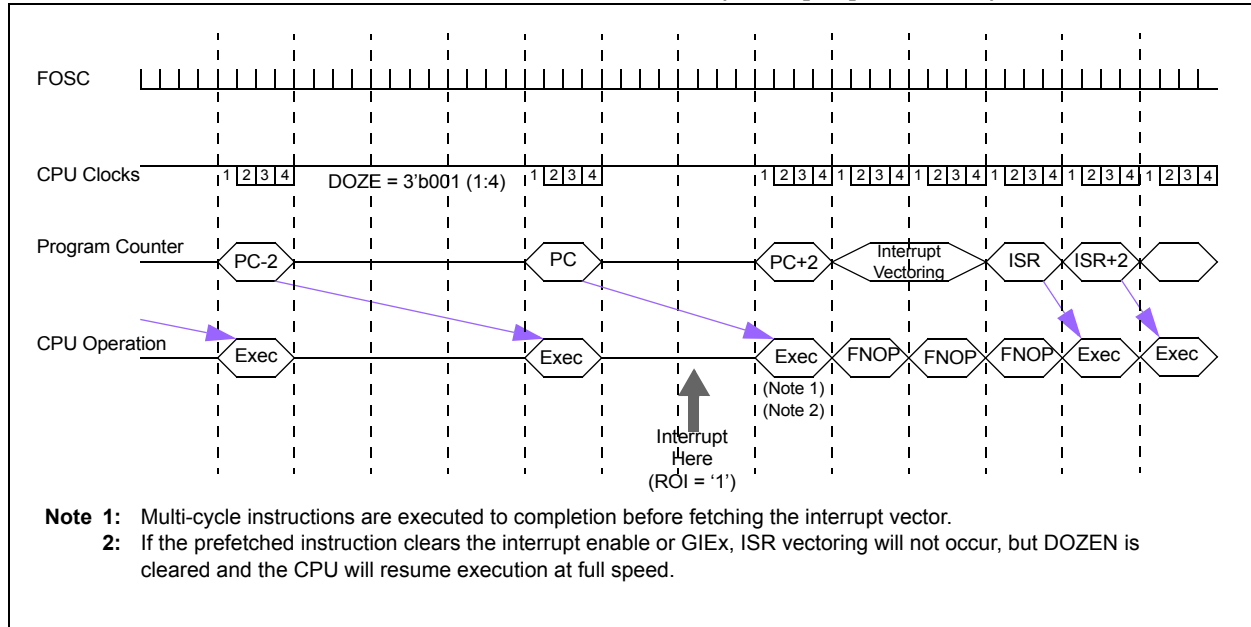 FOSC
CPU Clocks
1 2 3 4
DOZE = 3'b001 (1:4)
1 2 3 4
1 2 3 4
1 2 3 4
1 2 3 4
1 2 3 4
1 2 3 4
1 2 3 4
Program Counter
PC-2
PC
PC+2
Interrupt
Vectoring
ISR
ISR+2
CPU Operation
Exec
Exec
Exec
FNOP
FNOP
FNOP
Exec
Exec
(Note 1)
(Note 2)
Interrupt
Here
(ROI = ‘1’)
Note 1: Multi-cycle instructions are executed to completion before fetching the interrupt vector.
2: If the prefetched instruction clears the interrupt enable or GIEx, ISR vectoring will not occur, but DOZEN is
cleared and the CPU will resume execution at full speed.